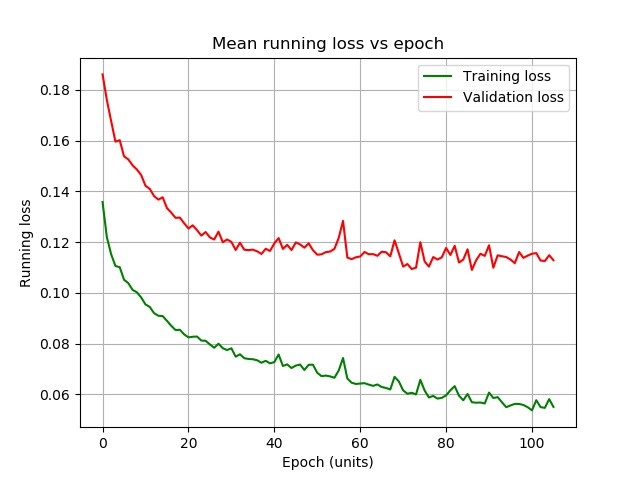 Mean running loss vs epoch
Training loss
Validation loss
Running loss
0.18
0.16
0.14
0.12
0.10
0.08
0.06
0 20 40 60 80 100
Epoch (units)